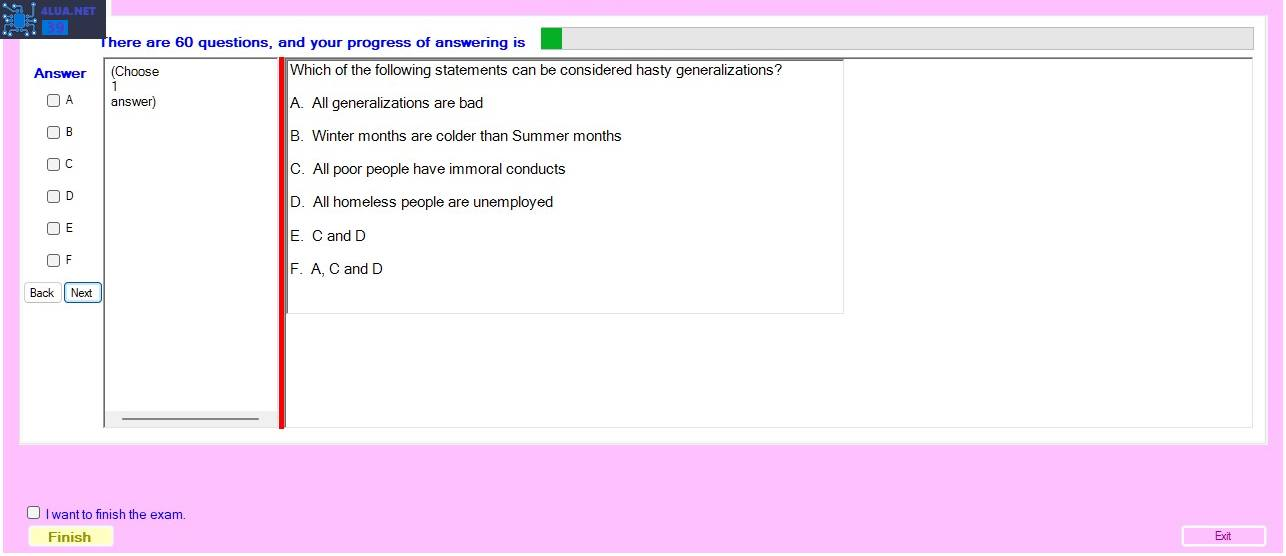 4LUA.NET
39
There are 60 questions, and your progress of answering is
Answer
(Choose
1
answer)
A
B
C
D
E
F
Back Next
Which of the following statements can be considered hasty generalizations?
A. All generalizations are bad
B. Winter months are colder than Summer months
C. All poor people have immoral conducts
D. All homeless people are unemployed
E. C and D
F. A, C and D
I want to finish the exam.
Finish
Exit